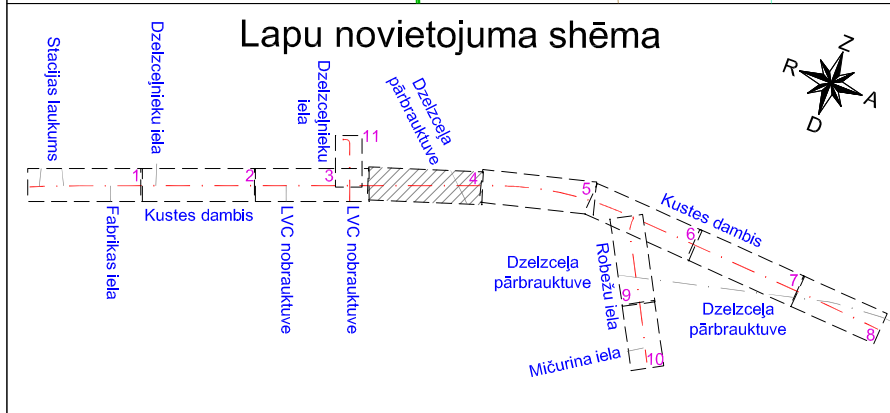 Lapu novietojuma shēma
Z
R
A
D
Stacijas laukums
Dzelzceļnieku iela
Dzelzceļnieku
iela
Dzelzceļa
pārbrauktuve
11
1
2
3
4
5
6
7
8
9
10
Fabrikas iela
Kustes dambis
LVC nobrauktuve
LVC nobrauktuve
Kustes dambis
Dzelzceļa
pārbrauktuve
Robežu iela
Dzelzceļa
pārbrauktuve
Mičurina iela